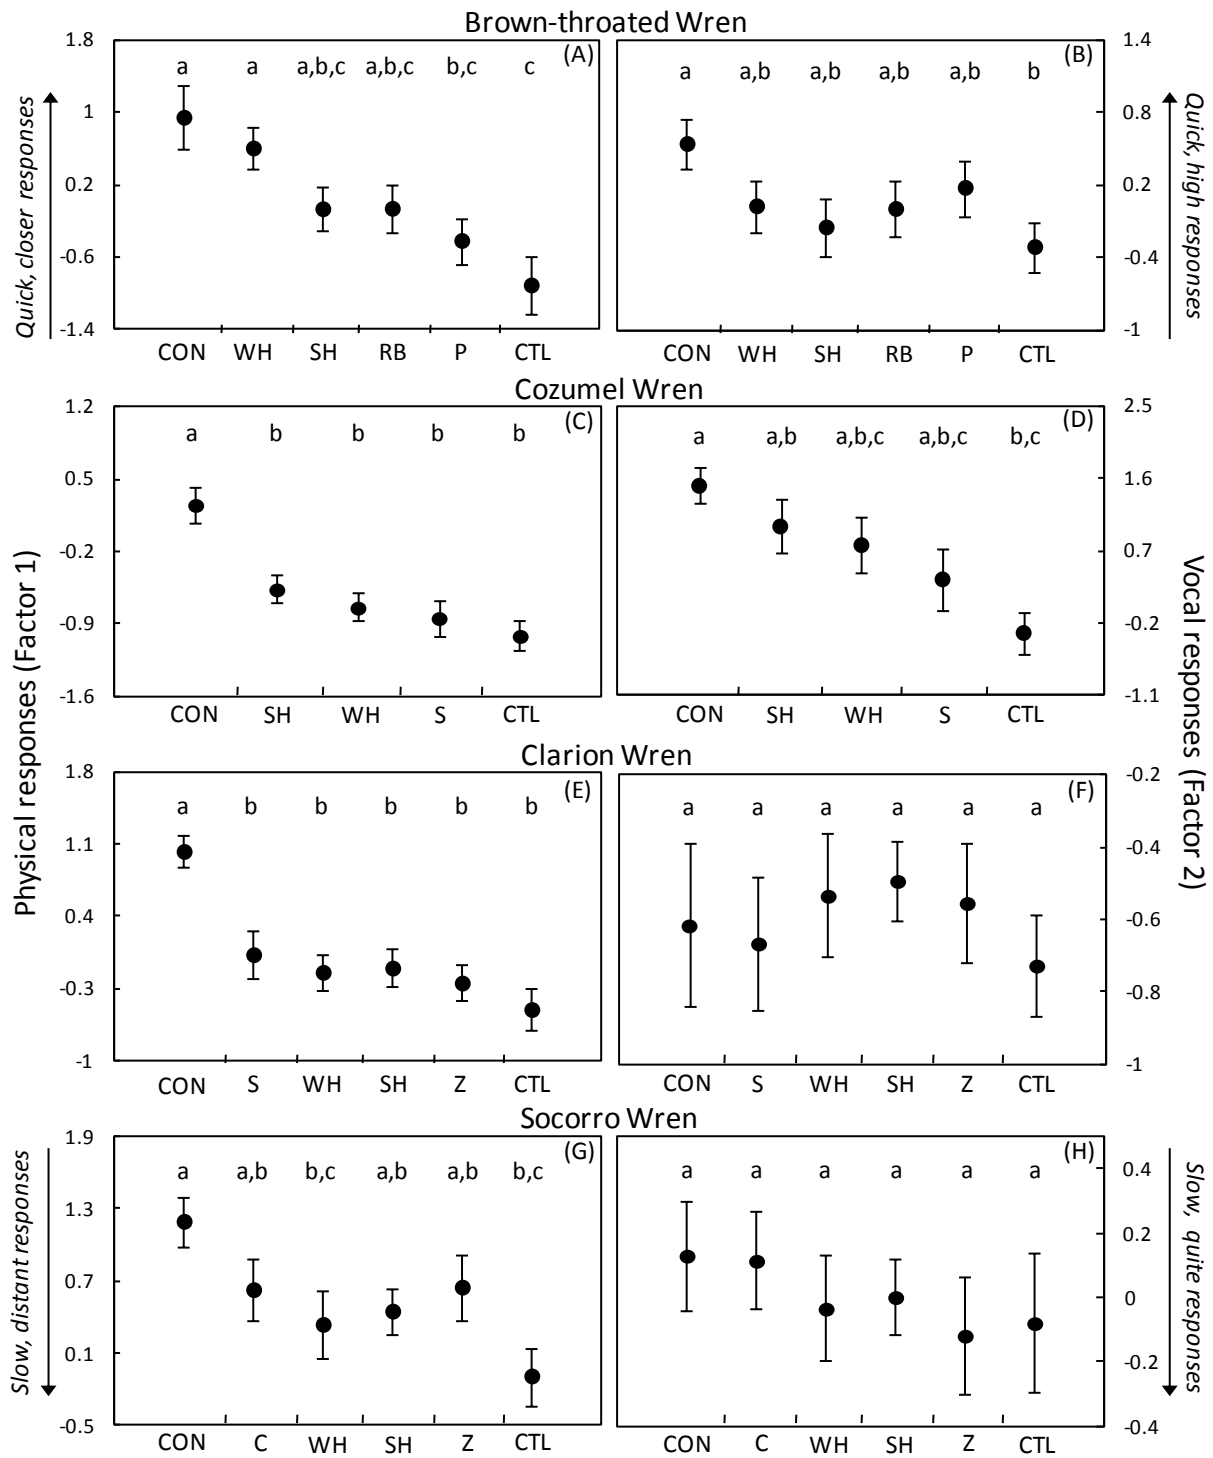 Brown-throated Wren
1.8
1
0.2
-0.6
-1.4
a a a,b,c a,b,c b,c c
(A)
CON WH SH RB P CTL
Quick, closer responses
a a,b a,b a,b a,b b
(B)
1.4
0.8
0.2
-0.4
-1
CON WH SH RB P CTL
Quick, high responses
Cozumel Wren
1.2
0.5
-0.2
-0.9
-1.6
a b b b b
(C)
CON SH WH S CTL
a a,b a,b,c a,b,c b,c
(D)
2.5
1.6
0.7
-0.2
-1.1
CON SH WH S CTL
Physical responses (Factor 1)
Vocal responses (Factor 2)
Clarion Wren
1.8
1.1
0.4
-0.3
-1
a b b b b b
(E)
CON S WH SH Z CTL
a a a a a a
(F)
-0.2
-0.4
-0.6
-0.8
-1
CON S WH SH Z CTL
Socorro Wren
1.9
1.3
0.7
0.1
-0.5
a a,b b,c a,b a,b b,c
(G)
CON C WH SH Z CTL
Slow, distant responses
a a a a a a
(H)
0.4
0.2
0
-0.2
-0.4
CON C WH SH Z CTL
Slow, quite responses